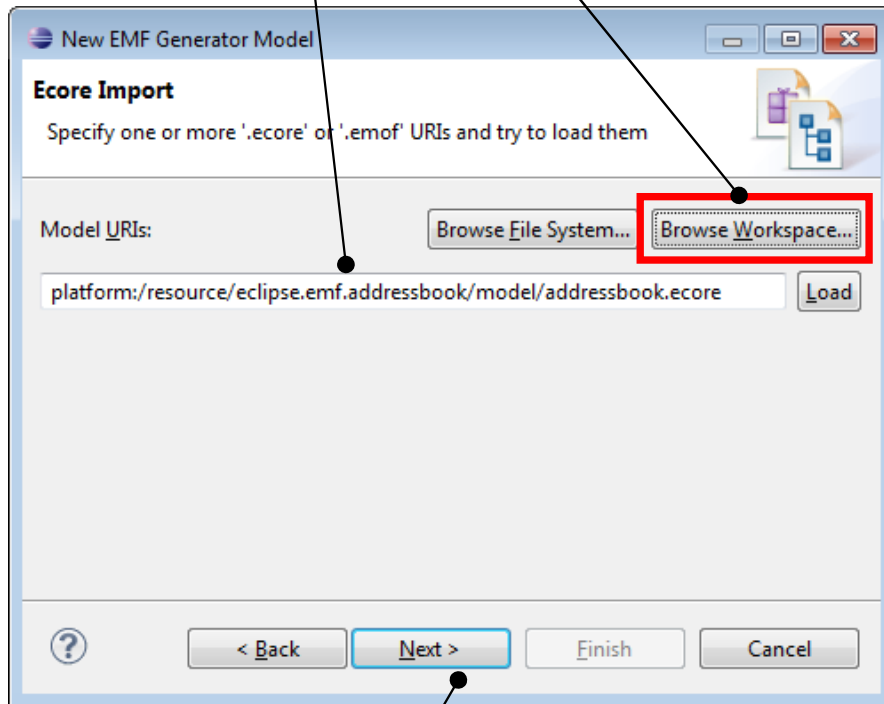 New EMF Generator Model
Ecore Import
Specify one or more '.ecore' or '.emof' URIs and try to load them
Model URIs:
Browse File System...
Browse Workspace...
platform:/resource/eclipse.emf.addressbook/model/addressbook.ecore
Load
?
< Back
Next >
Finish
Cancel